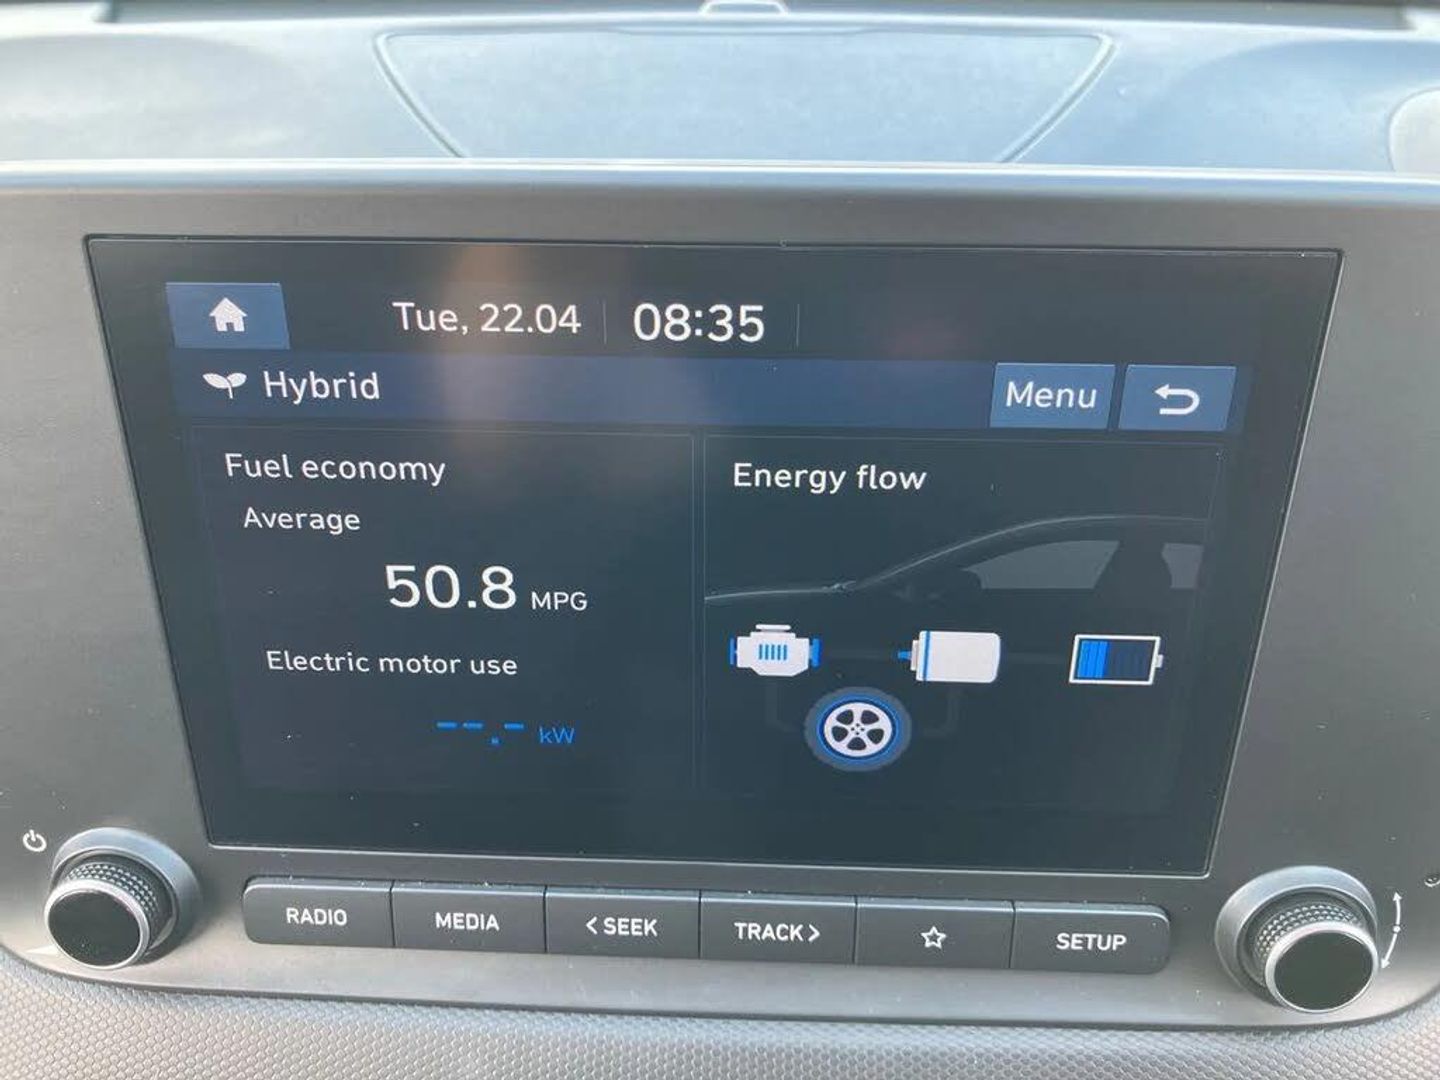 Tue, 22.04 08:35
Hybrid
Menu
Fuel economy
Average
50.8 MPG
Electric motor use
--.- kW
Energy flow
RADIO
MEDIA
< SEEK
TRACK >
SETUP